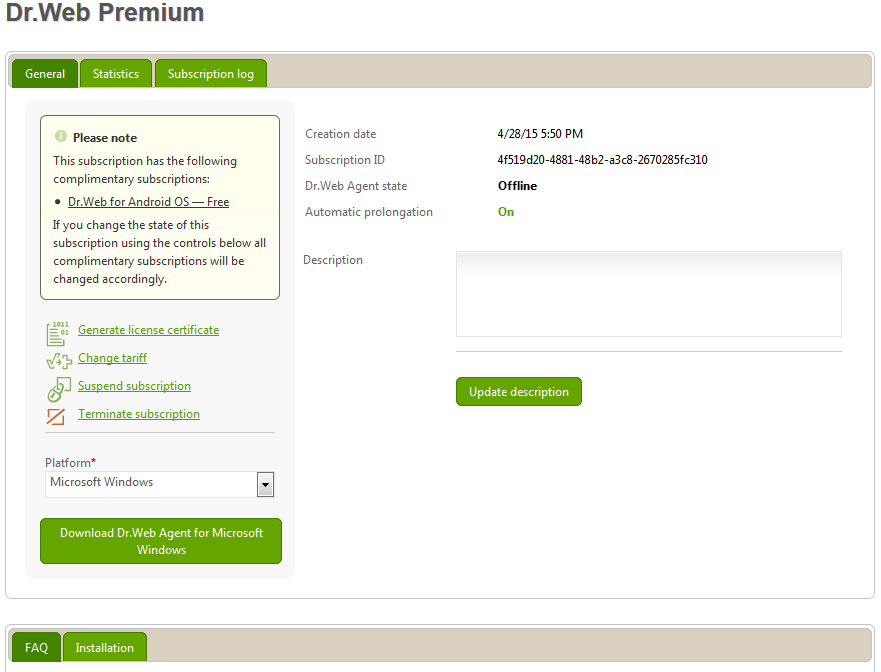 Dr.Web Premium
General
Statistics
Subscription log
Please note
This subscription has the following
complimentary subscriptions:
• Dr.Web for Android OS — Free
If you change the state of this
subscription using the controls below all
complimentary subscriptions will be
changed accordingly.
Generate license certificate
Change tariff
Suspend subscription
Terminate subscription
Platform*
Microsoft Windows
Download Dr.Web Agent for Microsoft
Windows
Creation date 4/28/15 5:50 PM
Subscription ID 4f519d20-4881-48b2-a3c8-2670285fc310
Dr.Web Agent state Offline
Automatic prolongation On
Description
Update description
FAQ
Installation